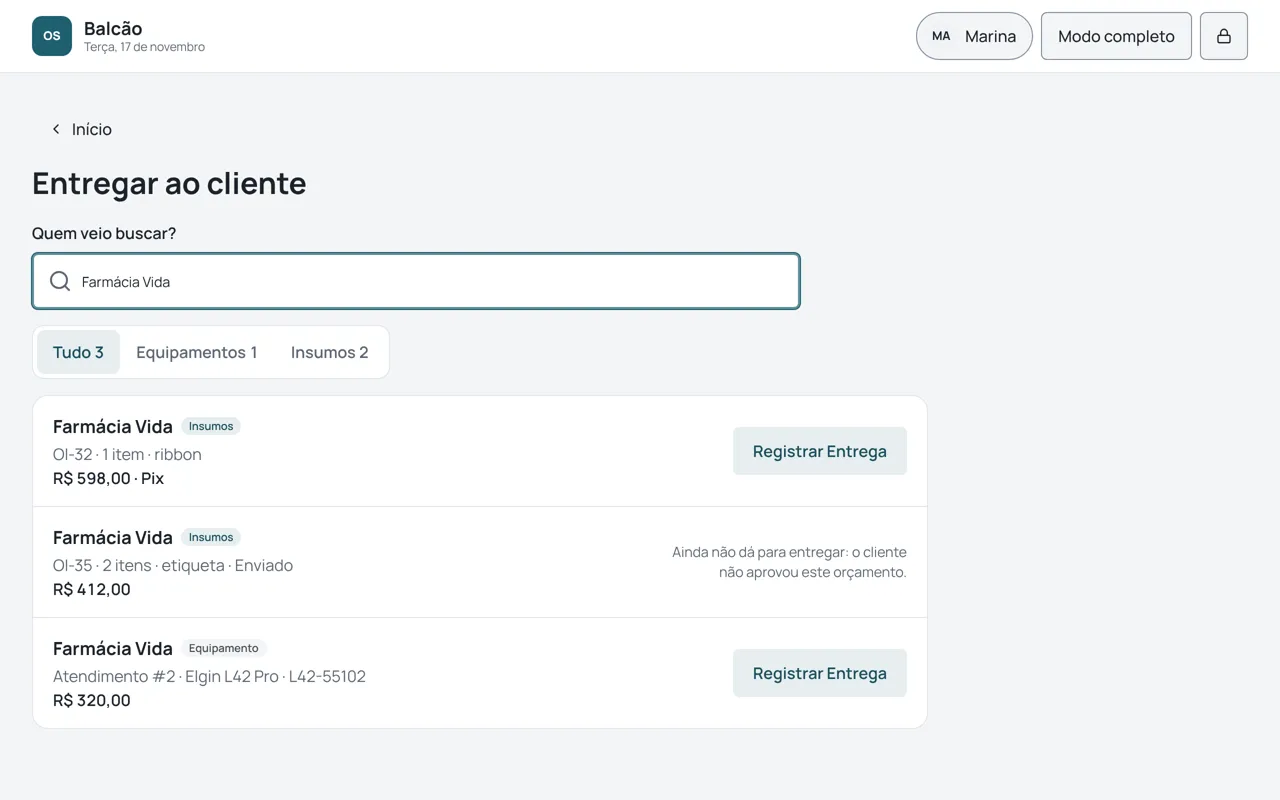 OS
Balcão
Terça, 17 de novembro
MA Marina
Modo completo
Início
Entregar ao cliente
Quem veio buscar?
Farmácia Vida
Tudo 3
Equipamentos 1
Insumos 2
Farmácia Vida Insumos
OI-32 · 1 item · ribbon
R$ 598,00 · Pix
Registrar Entrega
Farmácia Vida Insumos
OI-35 · 2 itens · etiqueta · Enviado
R$ 412,00
Ainda não dá para entregar: o cliente
não aprovou este orçamento.
Farmácia Vida Equipamento
Atendimento #2 · Elgin L42 Pro · L42-55102
R$ 320,00
Registrar Entrega